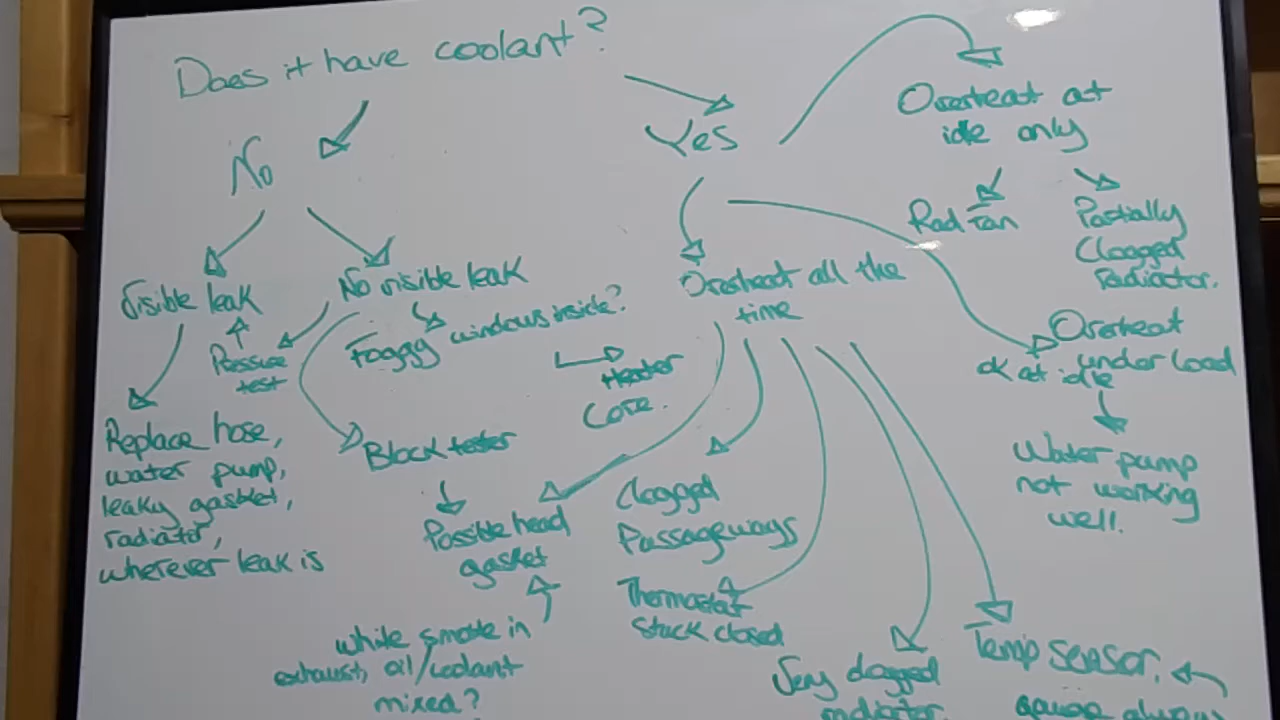 Does it have coolant?
No
Yes
Overheat at
idle only
Rad fan
Partially
Clogged
radiator.
Visible leak
No visible leak
Pressure
test
Foggy windows inside?
Heater
Core.
Overheat all the
time
Overheat
under load
ok at idle
Water pump
not working
well.
Replace hose,
water pump,
leaky gasket,
radiator,
wherever leak is
Block tester
Possible head
gasket
white smoke in
exhaust, oil/coolant
mixed?
Clogged
Passageways
Thermostat
stuck closed
Very clogged
radiator.
Temp sensor.
gauge always